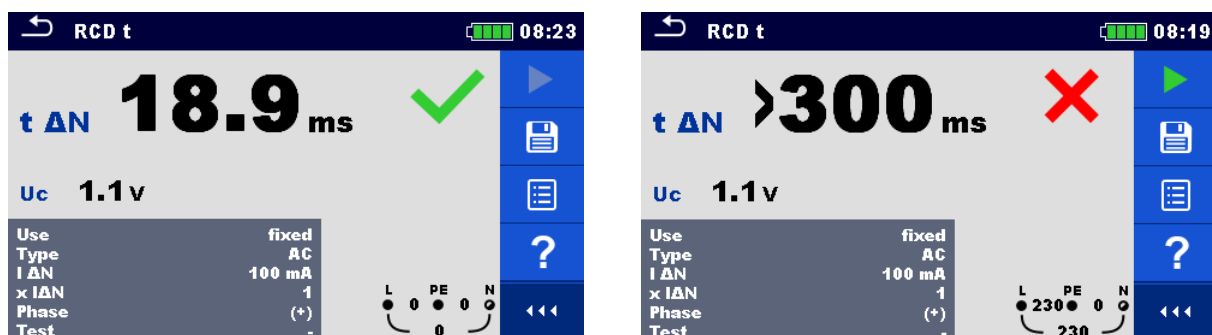 RCD t 08:23
t ΔN 18.9 ms
Uc 1.1 V
Use fixed
Type AC
I ΔN 100 mA
x IΔN 1
Phase (+)
Test -
L PE N
0 0
0
?
RCD t 08:19
t ΔN >300 ms
Uc 1.1 V
Use fixed
Type AC
I ΔN 100 mA
x IΔN 1
Phase (+)
Test -
L PE N
230 0
230
?